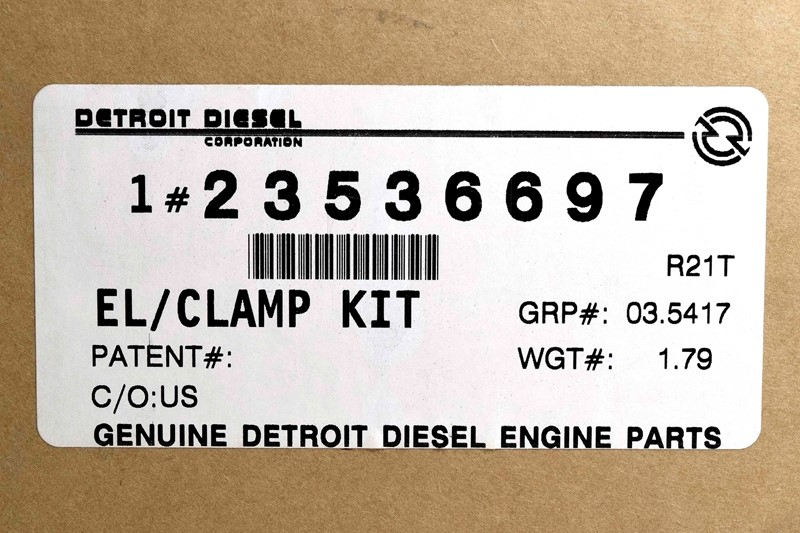 DETROIT DIESEL
CORPORATION
1# 23536697
R21T
EL/CLAMP KIT
GRP#: 03.5417
PATENT#:
WGT#: 1.79
C/O:US
GENUINE DETROIT DIESEL ENGINE PARTS